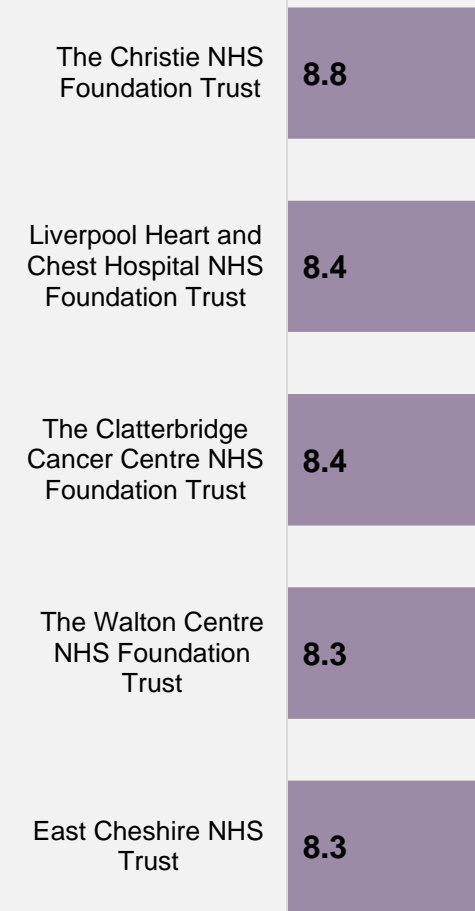 The Christie NHS
Foundation Trust
8.8
Liverpool Heart and
Chest Hospital NHS
Foundation Trust
8.4
The Clatterbridge
Cancer Centre NHS
Foundation Trust
8.4
The Walton Centre
NHS Foundation
Trust
8.3
East Cheshire NHS
Trust
8.3